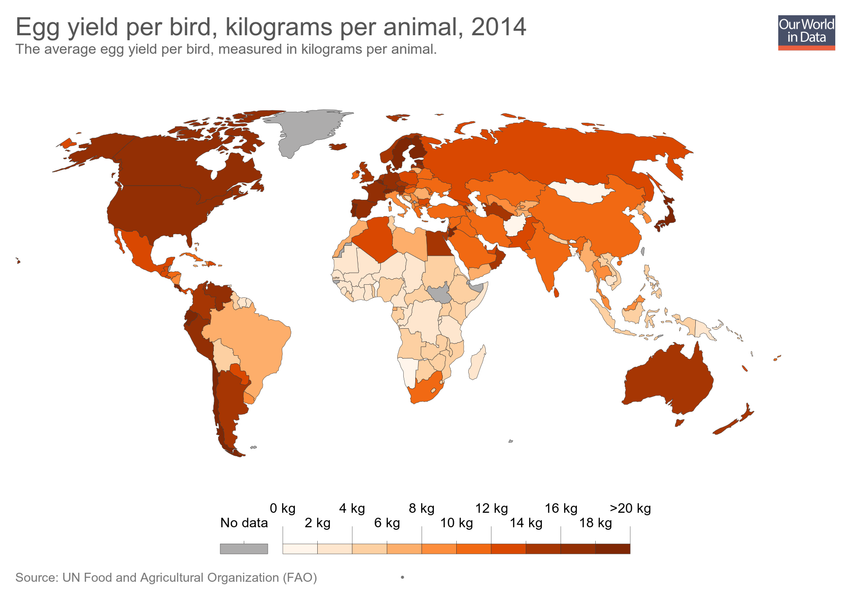 Egg yield per bird, kilograms per animal, 2014
The average egg yield per bird, measured in kilograms per animal.
Our World
in Data
0 kg 4 kg 8 kg 12 kg 16 kg >20 kg
No data 2 kg 6 kg 10 kg 14 kg 18 kg
Source: UN Food and Agricultural Organization (FAO) •